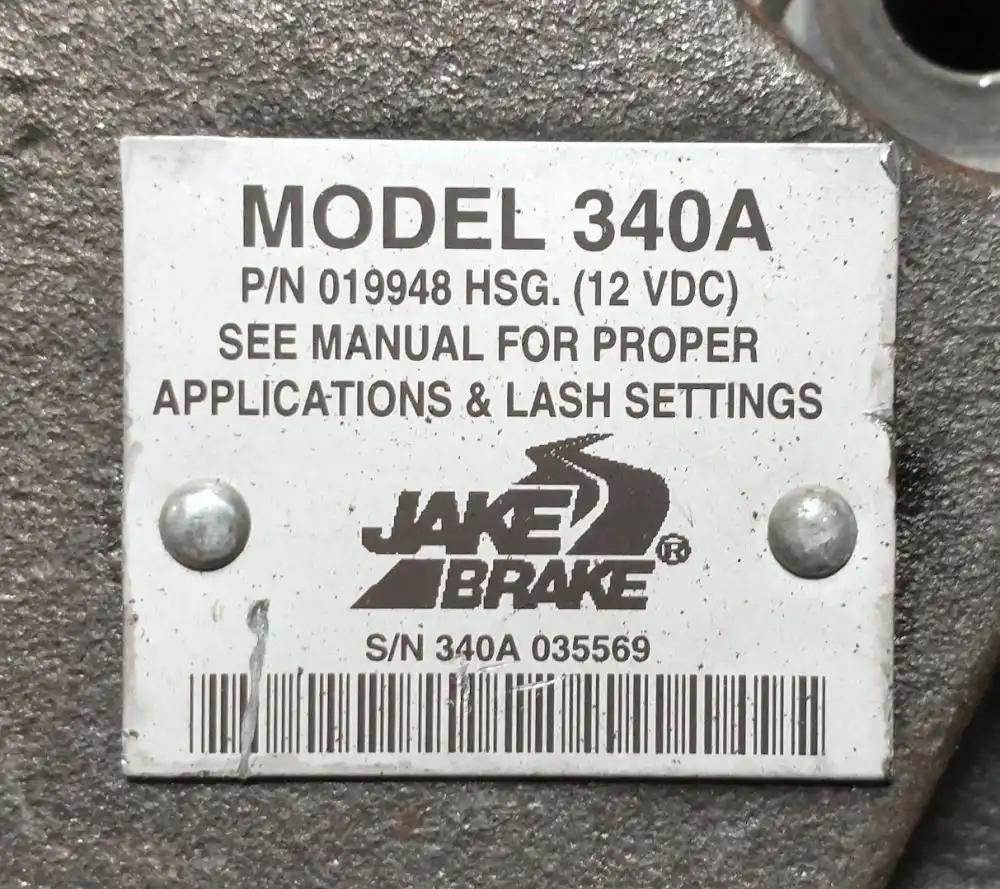 MODEL 340A
P/N 019948 HSG. (12 VDC)
SEE MANUAL FOR PROPER
APPLICATIONS & LASH SETTINGS
JAKE
BRAKE®
S/N 340A 035569